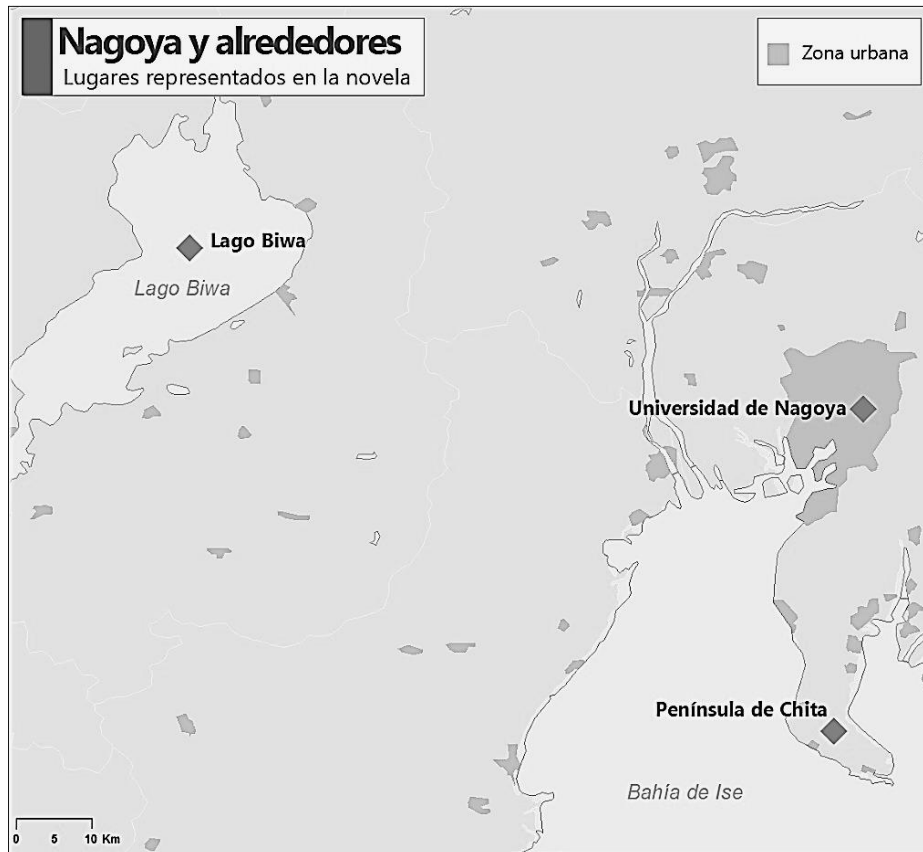 Nagoya y alrededores
Lugares representados en la novela
Zona urbana
Lago Biwa
Lago Biwa
Universidad de Nagoya
Península de Chita
Bahía de Ise
0 5 10 Km